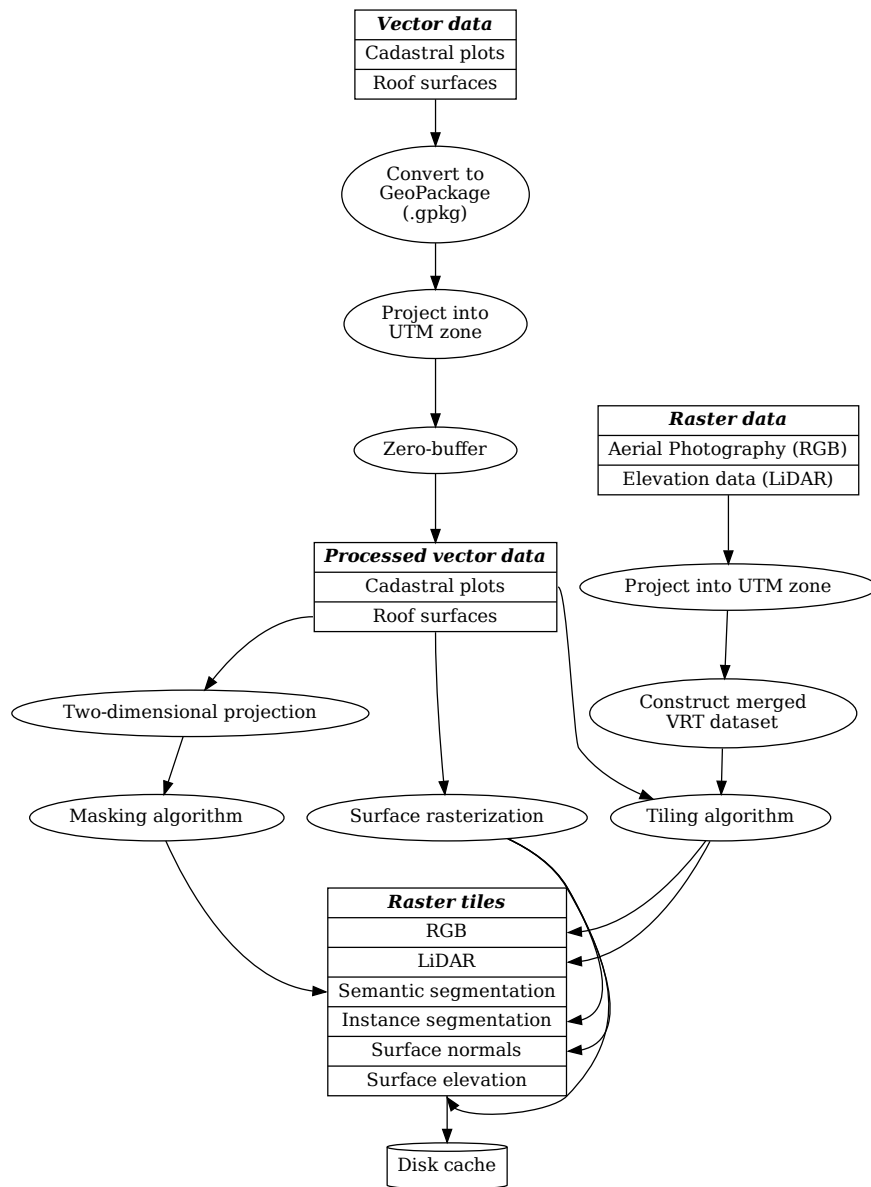 Vector data
Cadastral plots
Roof surfaces
Convert to
GeoPackage
(.gpkg)
Project into
UTM zone
Zero-buffer
Raster data
Aerial Photography (RGB)
Elevation data (LiDAR)
Processed vector data
Cadastral plots
Roof surfaces
Project into UTM zone
Two-dimensional projection
Construct merged
VRT dataset
Masking algorithm
Surface rasterization
Tiling algorithm
Raster tiles
RGB
LiDAR
Semantic segmentation
Instance segmentation
Surface normals
Surface elevation
Disk cache